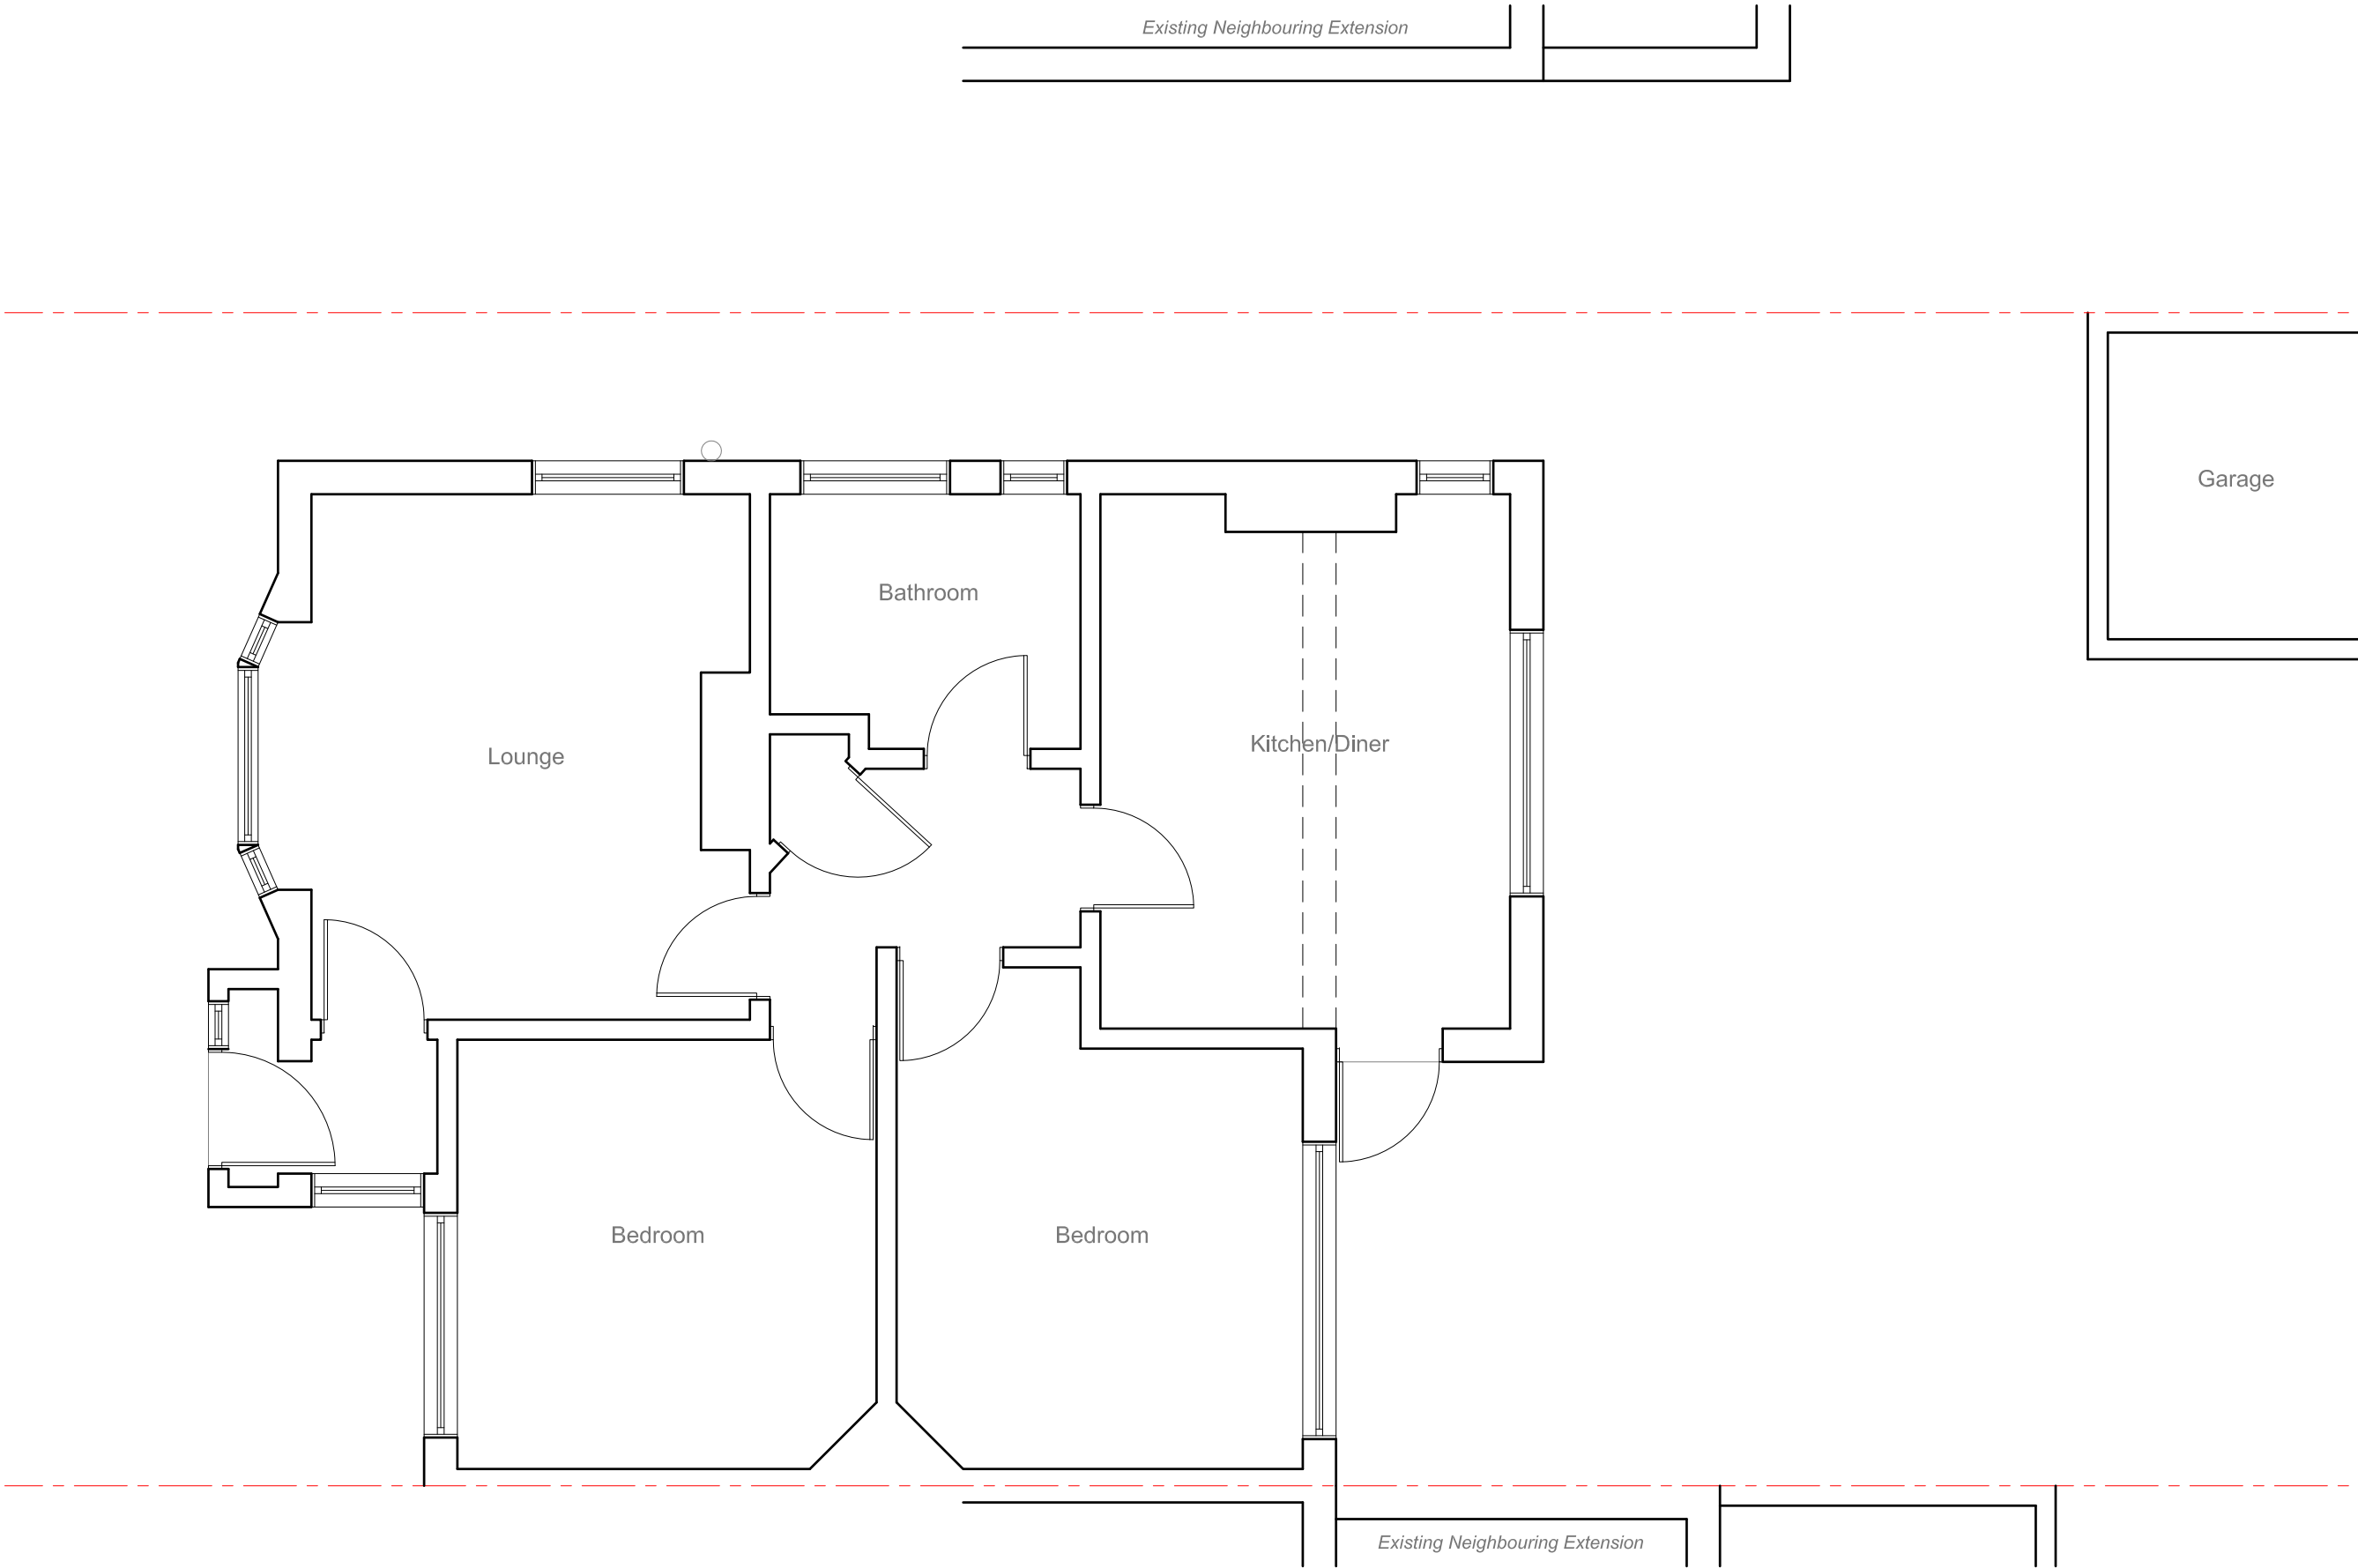 Existing Neighbouring Extension
Garage
Bathroom
Lounge
Kitchen/Diner
Bedroom
Bedroom
Existing Neighbouring Extension